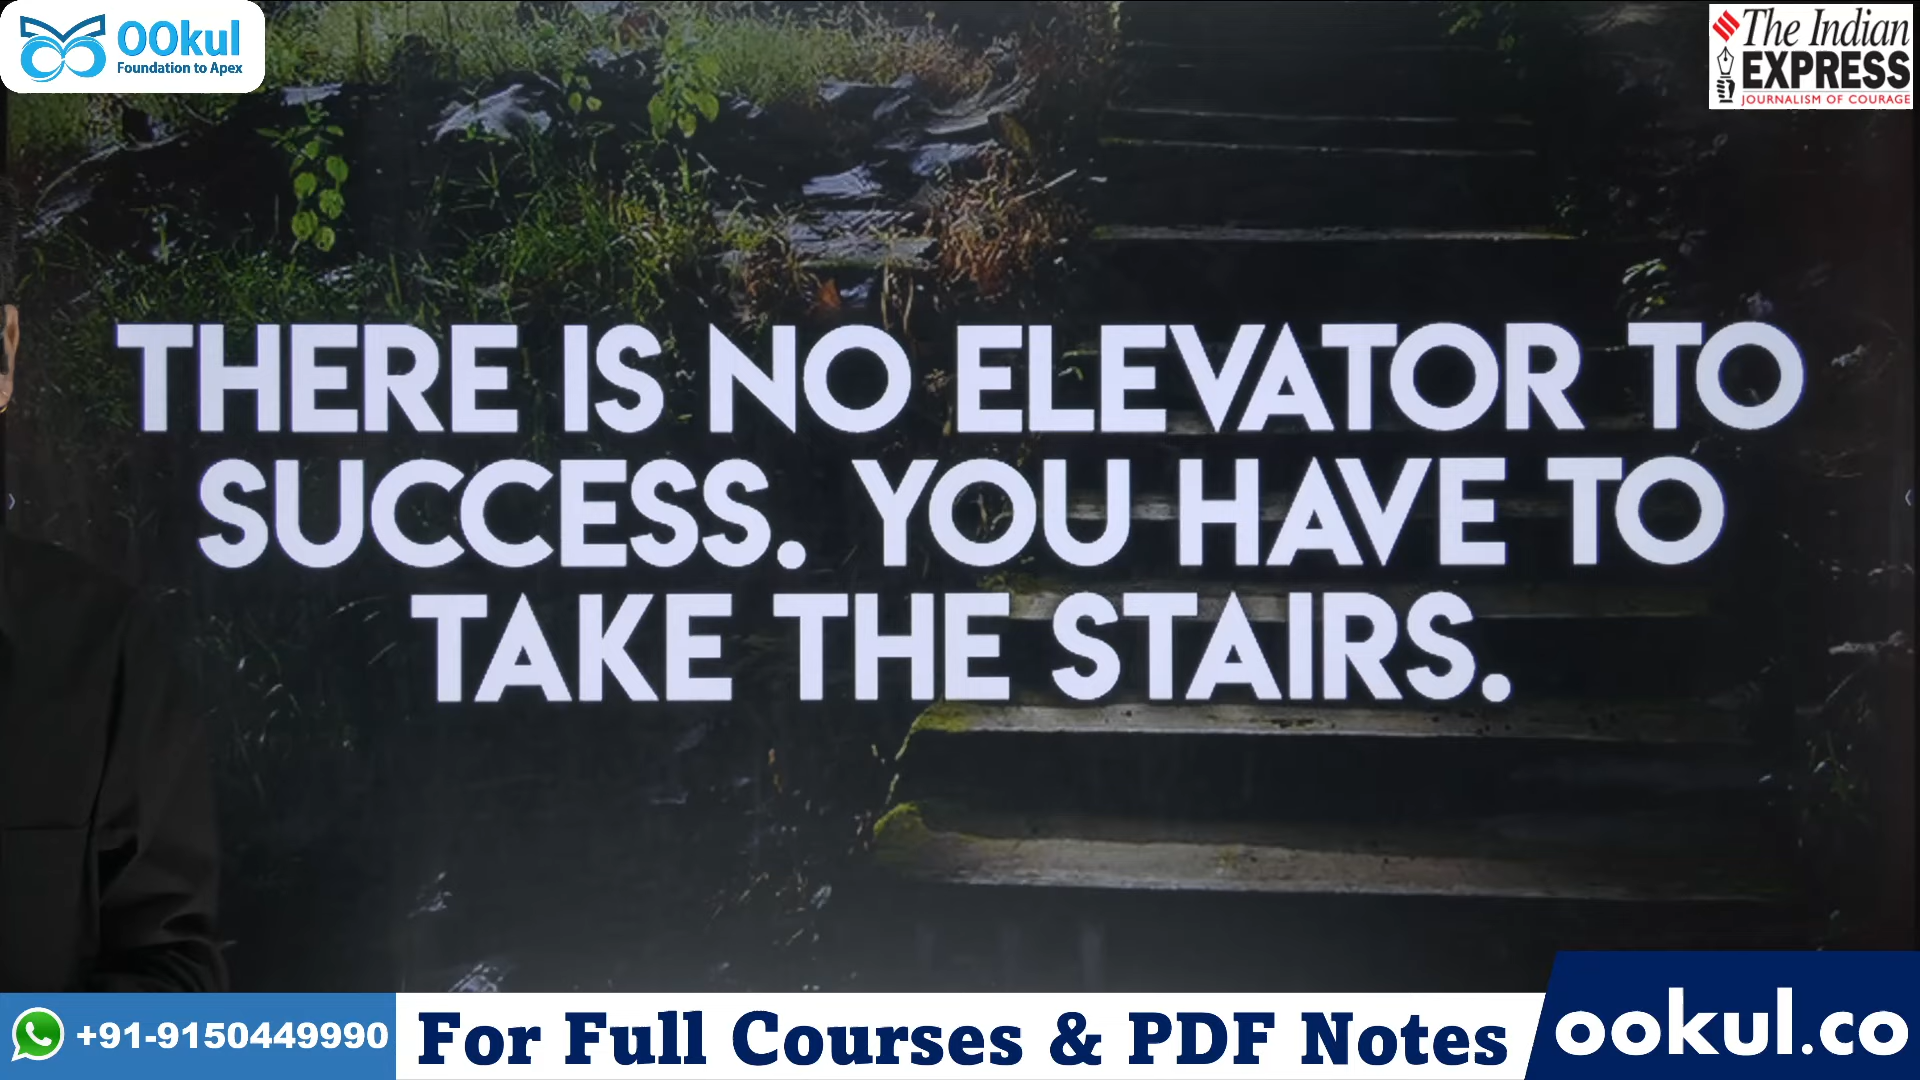 OOkul
Foundation to Apex
The Indian
EXPRESS
JOURNALISM OF COURAGE
THERE IS NO ELEVATOR TO
SUCCESS. YOU HAVE TO
TAKE THE STAIRS.
+91-9150449990
For Full Courses & PDF Notes
ookul.co